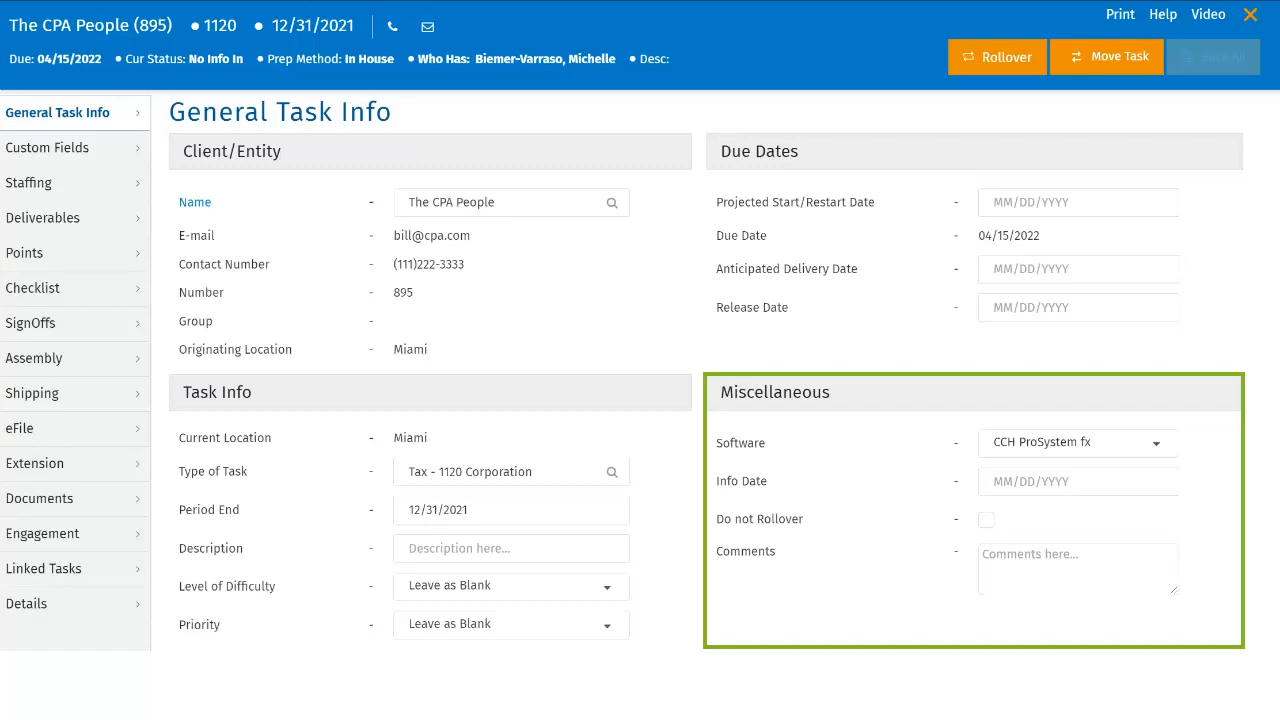 The CPA People (895) • 1120 • 12/31/2021
Print Help Video
Due: 04/15/2022 • Cur Status: No Info In • Prep Method: In House • Who Has: Biemer-Varraso, Michelle • Desc:
Rollover
Move Task
Save All
General Task Info
Custom Fields
Staffing
Deliverables
Points
Checklist
SignOffs
Assembly
Shipping
eFile
Extension
Documents
Engagement
Linked Tasks
Details
General Task Info
Client/Entity
Name - The CPA People
E-mail - bill@cpa.com
Contact Number - (111)222-3333
Number - 895
Group -
Originating Location - Miami
Task Info
Current Location - Miami
Type of Task - Tax - 1120 Corporation
Period End - 12/31/2021
Description - Description here...
Level of Difficulty - Leave as Blank
Priority - Leave as Blank
Due Dates
Projected Start/Restart Date - MM/DD/YYYY
Due Date - 04/15/2022
Anticipated Delivery Date - MM/DD/YYYY
Release Date - MM/DD/YYYY
Miscellaneous
Software - CCH ProSystem fx
Info Date - MM/DD/YYYY
Do not Rollover -
Comments - Comments here...